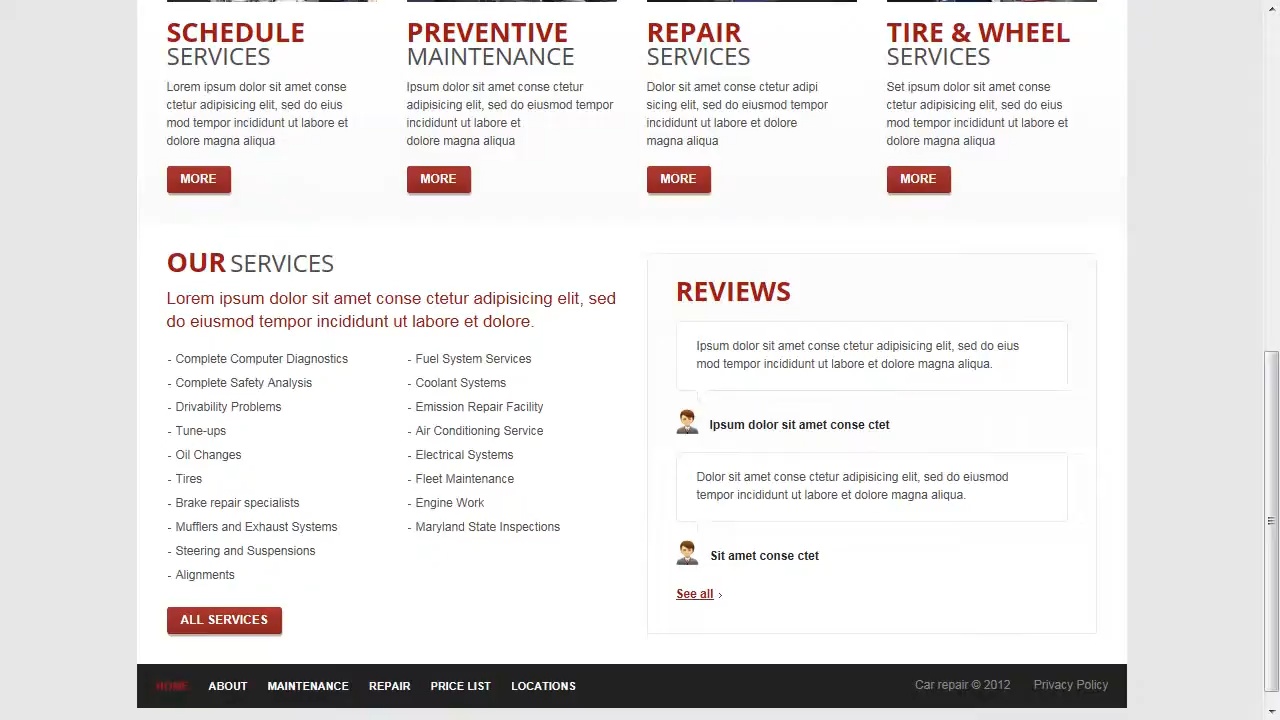 SCHEDULE
SERVICES
Lorem ipsum dolor sit amet conse
ctetur adipisicing elit, sed do eius
mod tempor incididunt ut labore et
dolore magna aliqua
MORE
PREVENTIVE
MAINTENANCE
Ipsum dolor sit amet conse ctetur
adipisicing elit, sed do eiusmod tempor
incididunt ut labore et
dolore magna aliqua
MORE
REPAIR
SERVICES
Dolor sit amet conse ctetur adipi
sicing elit, sed do eiusmod tempor
incididunt ut labore et dolore
magna aliqua
MORE
TIRE & WHEEL
SERVICES
Set ipsum dolor sit amet conse
ctetur adipisicing elit, sed do eius
mod tempor incididunt ut labore et
dolore magna aliqua
MORE
OUR SERVICES
Lorem ipsum dolor sit amet conse ctetur adipisicing elit, sed
do eiusmod tempor incididunt ut labore et dolore.
- Complete Computer Diagnostics
- Complete Safety Analysis
- Drivability Problems
- Tune-ups
- Oil Changes
- Tires
- Brake repair specialists
- Mufflers and Exhaust Systems
- Steering and Suspensions
- Alignments
- Fuel System Services
- Coolant Systems
- Emission Repair Facility
- Air Conditioning Service
- Electrical Systems
- Fleet Maintenance
- Engine Work
- Maryland State Inspections
ALL SERVICES
REVIEWS
Ipsum dolor sit amet conse ctetur adipisicing elit, sed do eius
mod tempor incididunt ut labore et dolore magna aliqua.
Ipsum dolor sit amet conse ctet
Dolor sit amet conse ctetur adipisicing elit, sed do eiusmod
tempor incididunt ut labore et dolore magna aliqua.
Sit amet conse ctet
See all ›
HOME ABOUT MAINTENANCE REPAIR PRICE LIST LOCATIONS
Car repair © 2012 Privacy Policy